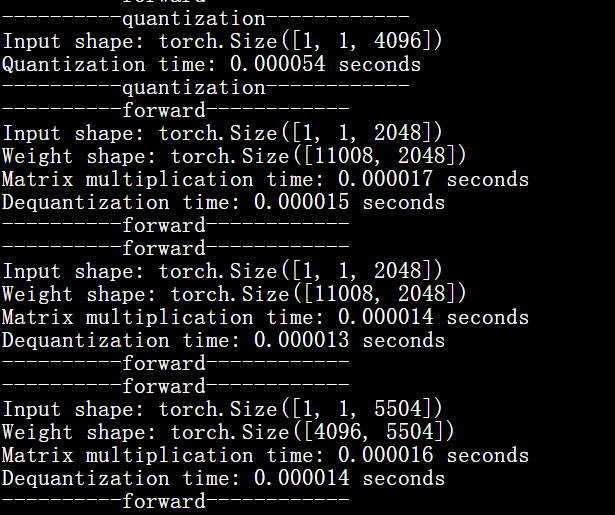 ----------forward------------
----------quantization------------
Input shape: torch.Size([1, 1, 4096])
Quantization time: 0.000054 seconds
----------quantization------------
----------forward------------
Input shape: torch.Size([1, 1, 2048])
Weight shape: torch.Size([11008, 2048])
Matrix multiplication time: 0.000017 seconds
Dequantization time: 0.000015 seconds
----------forward------------
----------forward------------
Input shape: torch.Size([1, 1, 2048])
Weight shape: torch.Size([11008, 2048])
Matrix multiplication time: 0.000014 seconds
Dequantization time: 0.000013 seconds
----------forward------------
----------forward------------
Input shape: torch.Size([1, 1, 5504])
Weight shape: torch.Size([4096, 5504])
Matrix multiplication time: 0.000016 seconds
Dequantization time: 0.000014 seconds
----------forward------------